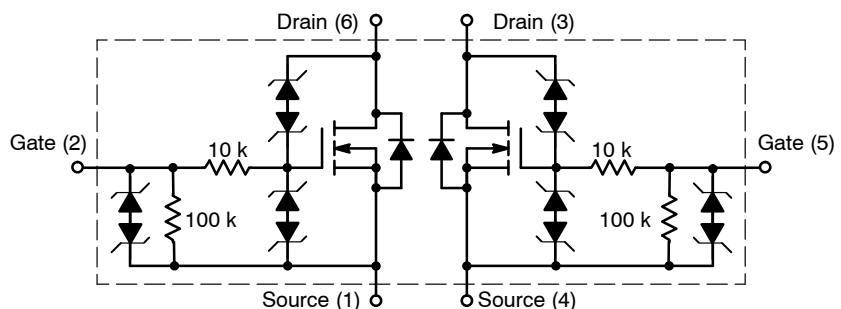 Drain (6)
Drain (3)
Gate (2)
10 k
10 k
Gate (5)
100 k
100 k
Source (1)
Source (4)